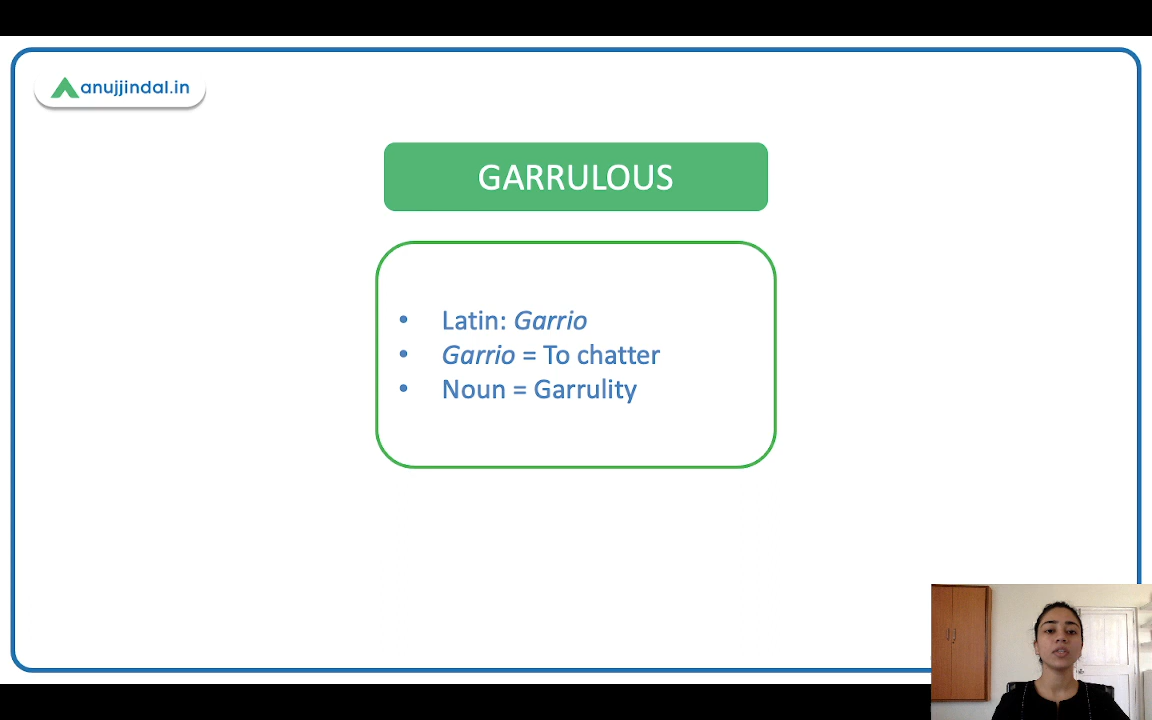 anujjindal.in
GARRULOUS
• Latin: Garrio
• Garrio = To chatter
• Noun = Garrulity